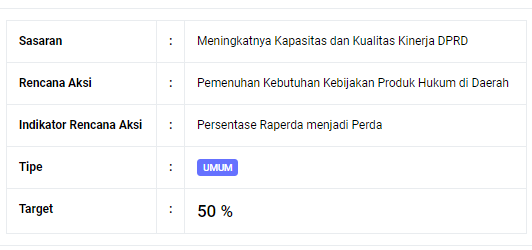 Sasaran : Meningkatnya Kapasitas dan Kualitas Kinerja DPRD
Rencana Aksi : Pemenuhan Kebutuhan Kebijakan Produk Hukum di Daerah
Indikator Rencana Aksi : Persentase Raperda menjadi Perda
Tipe : UMUM
Target : 50 %